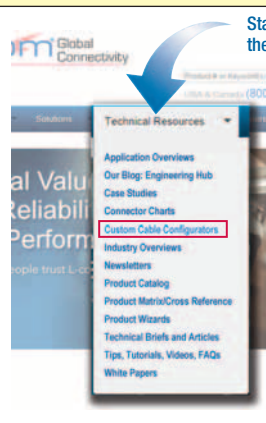 Sta
the
Global
Connectivity
(800
Solutions
Technical Resources
al Valu
Reliabili
Perform
eople trust L-co
Application Overviews
Our Blog: Engineering Hub
Case Studies
Connector Charts
Custom Cable Configurators
Industry Overviews
Newsletters
Product Catalog
Product Matrix/Cross Reference
Product Wizards
Technical Briefs and Articles
Tips, Tutorials, Videos, FAQs
White Papers